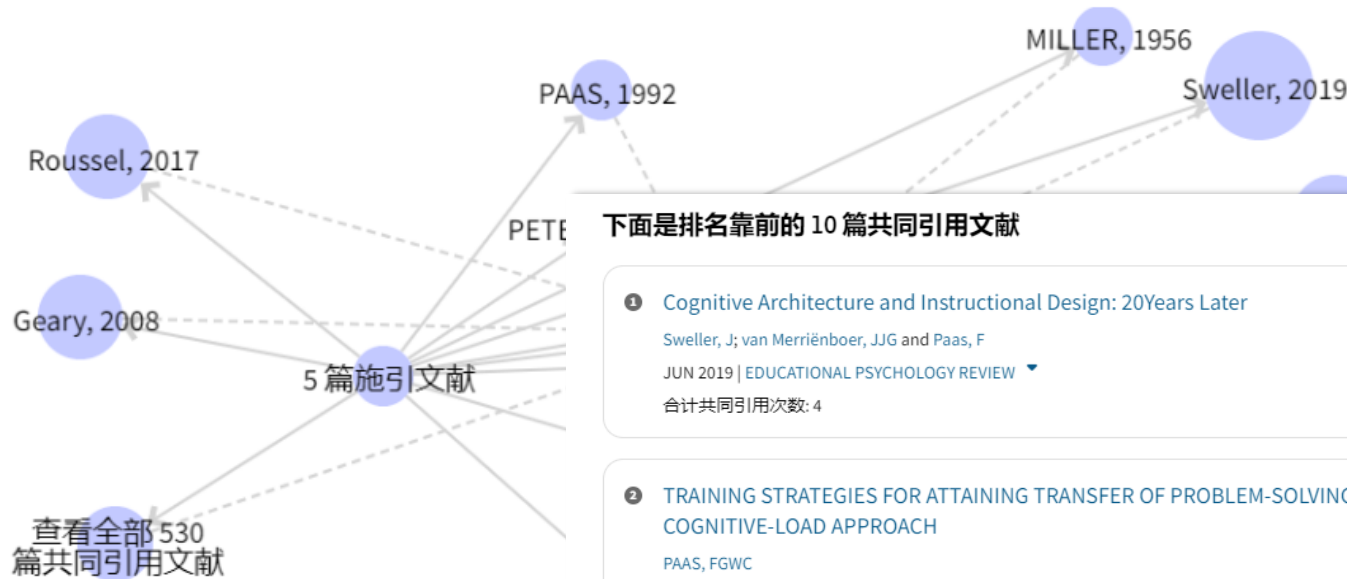 MILLER, 1956
Sweller, 2019
PAAS, 1992
Roussel, 2017
PETE
Geary, 2008
5 篇施引文献
查看全部 530
篇共同引用文献
下面是排名靠前的 10 篇共同引用文献
1 Cognitive Architecture and Instructional Design: 20Years Later
Sweller, J; van Merriënboer, JJG and Paas, F
JUN 2019 | EDUCATIONAL PSYCHOLOGY REVIEW
合计共同引用次数: 4
2 TRAINING STRATEGIES FOR ATTAINING TRANSFER OF PROBLEM-SOLVING
COGNITIVE-LOAD APPROACH
PAAS, FGWC